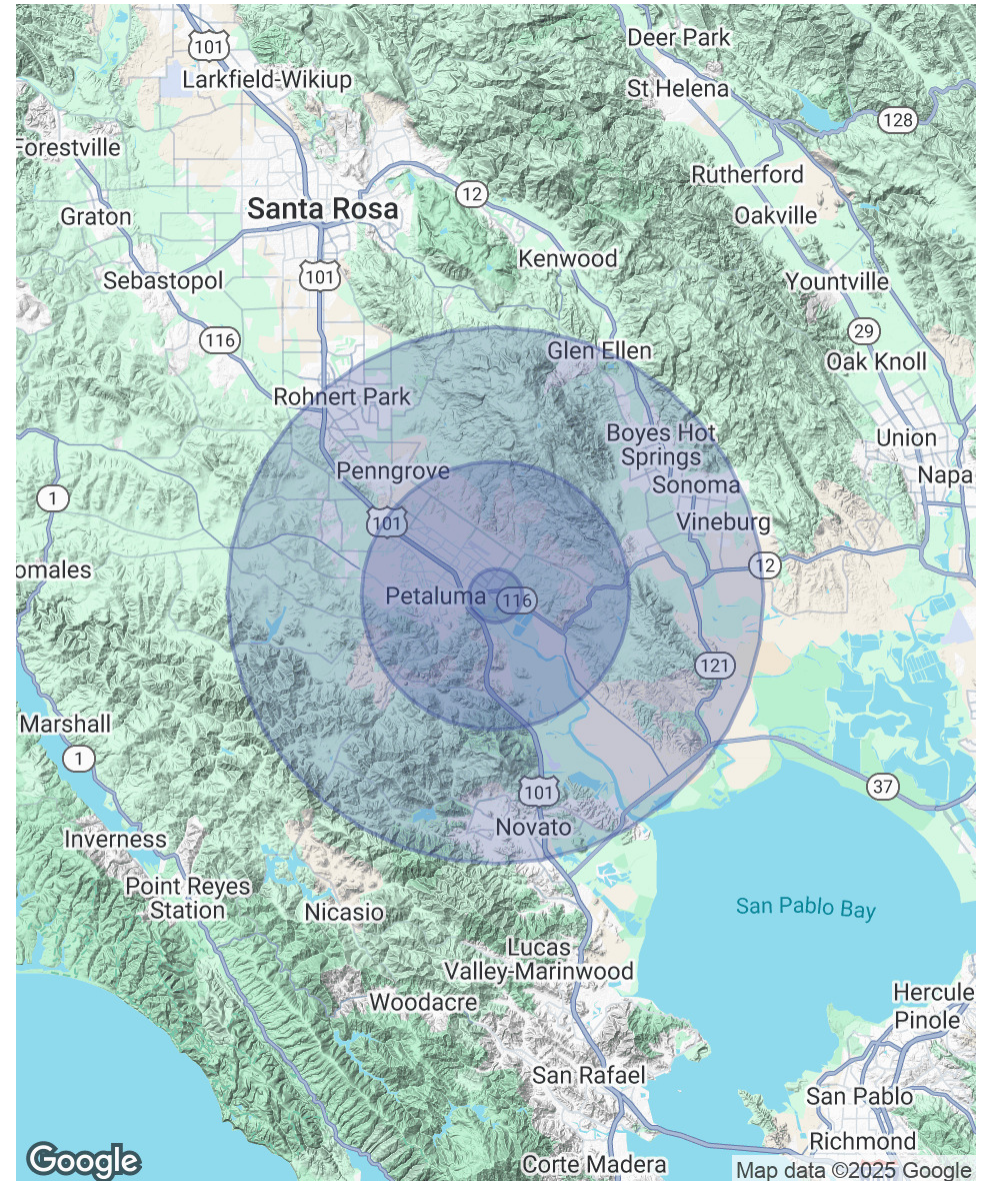 Deer Park
101
Larkfield-Wikiup
St Helena
128
Forestville
Rutherford
12
Santa Rosa
Graton
Oakville
Kenwood
101
Sebastopol
Yountville
29
116
Glen Ellen
Oak Knoll
Rohnert Park
Boyes Hot
Springs
Union
Penngrove
Napa
Sonoma
1
101
Vineburg
12
omales
Petaluma
116
121
Marshall
1
37
101
Novato
Inverness
Point Reyes
Station
Nicasio
San Pablo Bay
Lucas
Valley-Marinwood
Woodacre
Hercule
Pinole
San Rafael
San Pablo
Richmond
Corte Madera
Google
Map data ©2025 Google